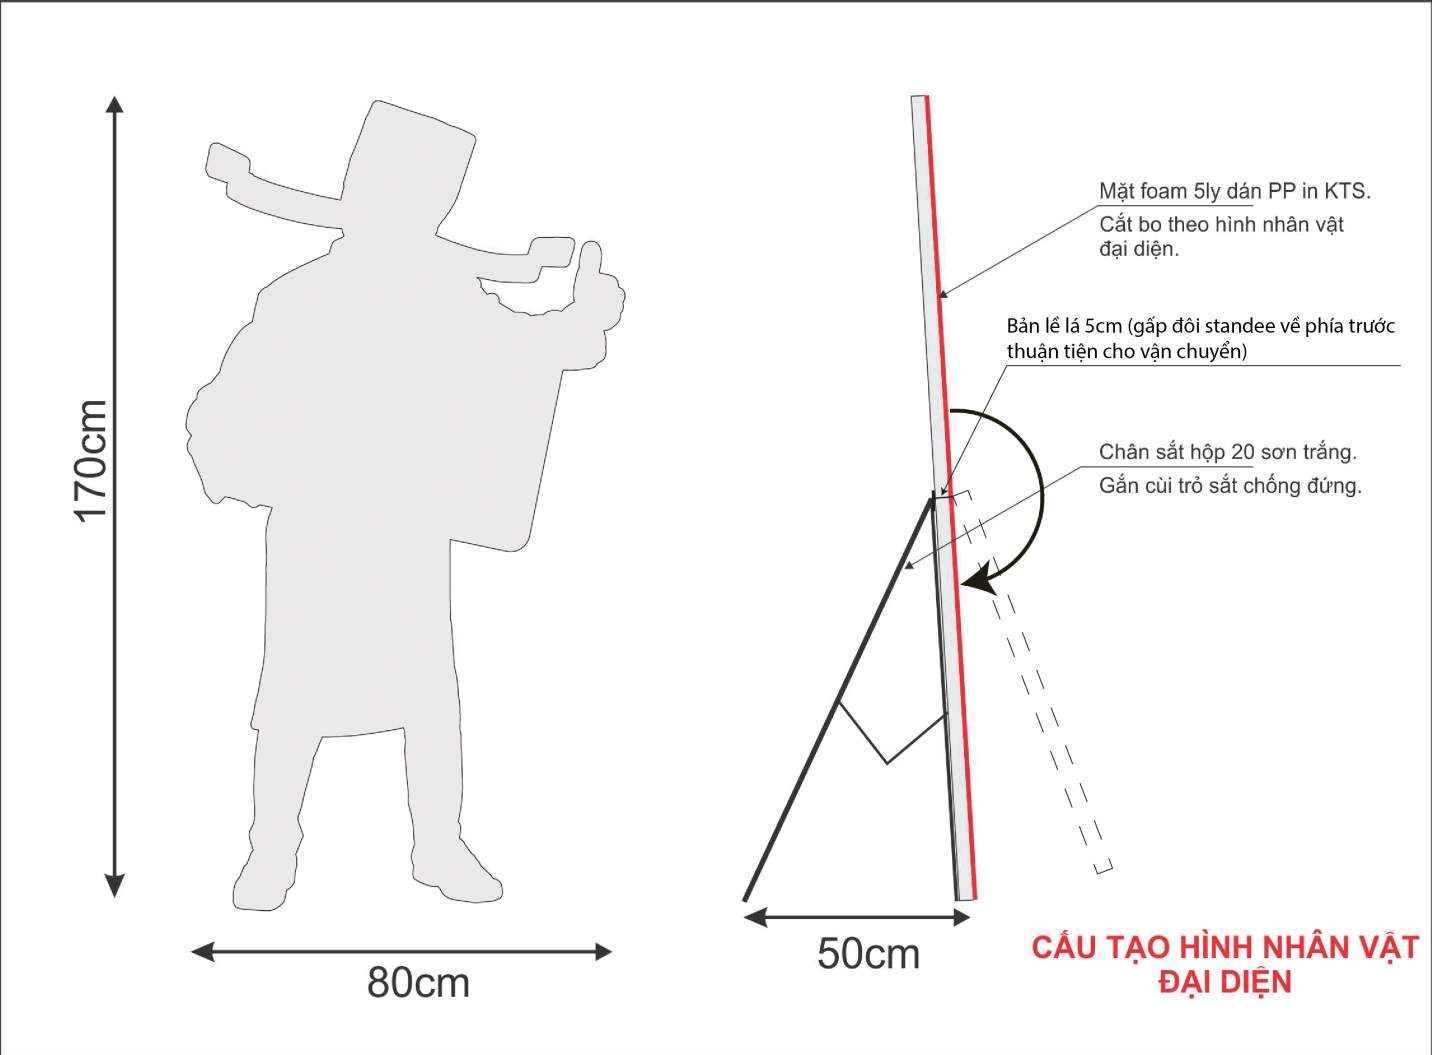 170cm
80cm
Mặt foam 5ly dán PP in KTS.
Cắt bo theo hình nhân vật
đại diện.
Bản lề lá 5cm (gấp đôi standee về phía trước
thuận tiện cho vận chuyển)
Chân sắt hộp 20 sơn trắng.
Gắn cùi trỏ sắt chống đứng.
50cm
CẤU TẠO HÌNH NHÂN VẬT
ĐẠI DIỆN